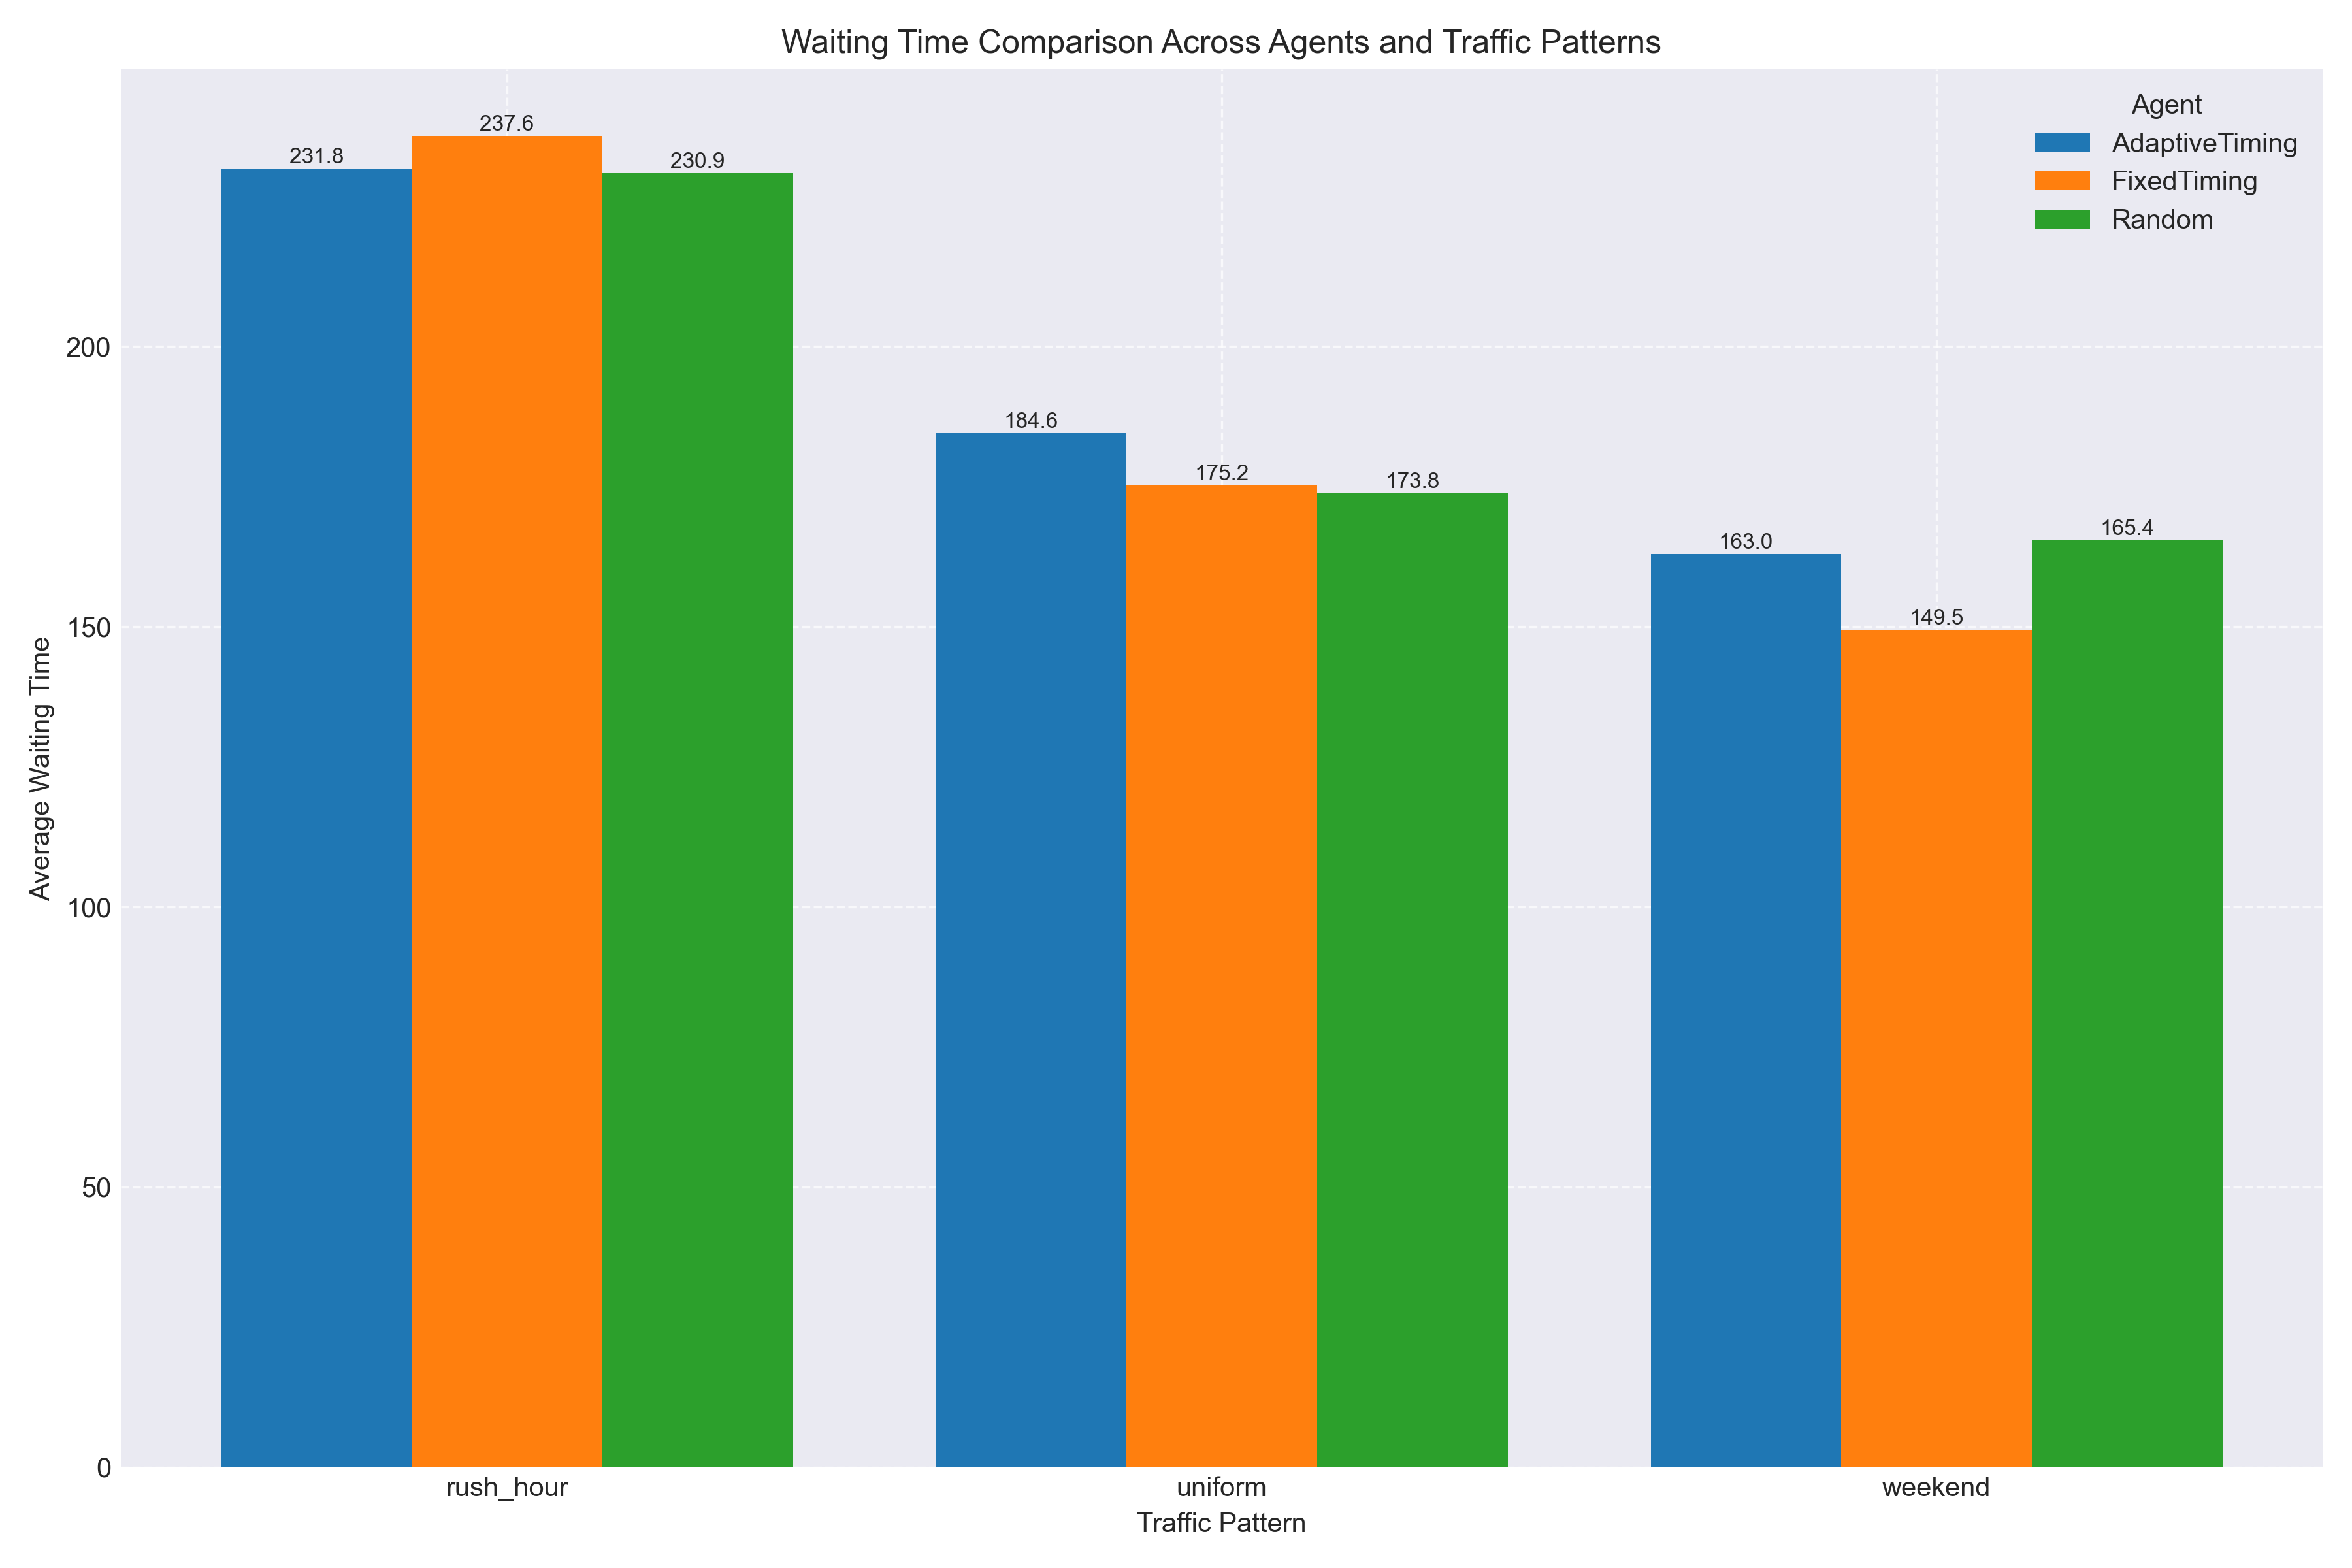 Waiting Time Comparison Across Agents and Traffic Patterns
Agent
AdaptiveTiming
FixedTiming
Random
237.6
231.8
230.9
184.6
175.2
173.8
163.0
149.5
165.4
Average Waiting Time
200
150
100
50
0
rush_hour
uniform
weekend
Traffic Pattern